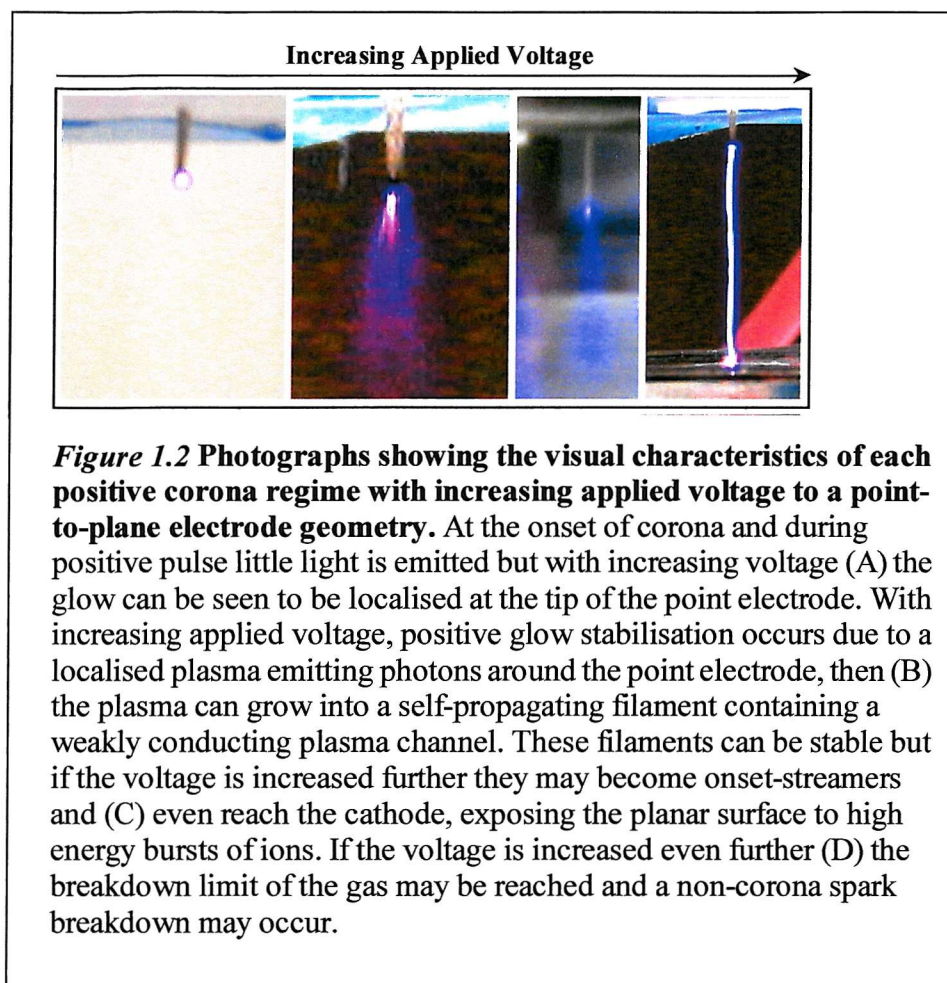 Increasing Applied Voltage
Figure 1.2 Photographs showing the visual characteristics of each
positive corona regime with increasing applied voltage to a point-
to-plane electrode geometry. At the onset of corona and during
positive pulse little light is emitted but with increasing voltage (A) the
glow can be seen to be localised at the tip of the point electrode. With
increasing applied voltage, positive glow stabilisation occurs due to a
localised plasma emitting photons around the point electrode, then (B)
the plasma can grow into a self-propagating filament containing a
weakly conducting plasma channel. These filaments can be stable but
if the voltage is increased further they may become onset-streamers
and (C) even reach the cathode, exposing the planar surface to high
energy bursts of ions. If the voltage is increased even further (D) the
breakdown limit of the gas may be reached and a non-corona spark
breakdown may occur.